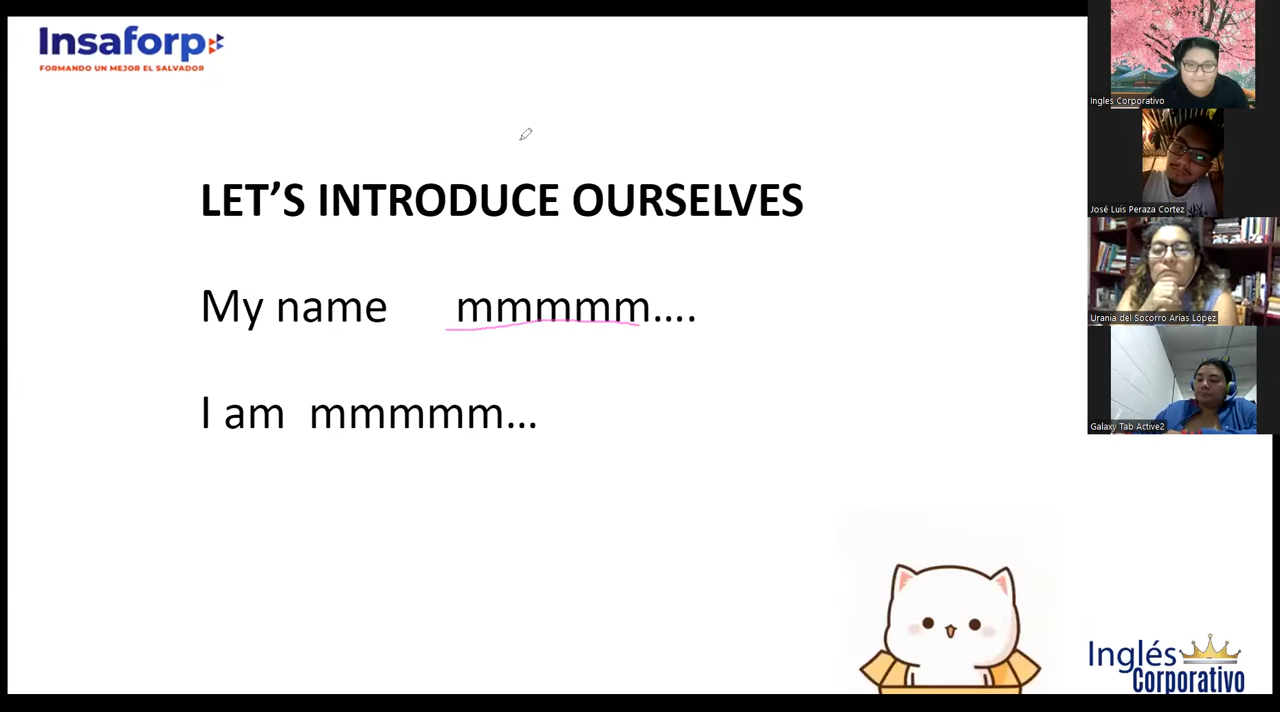 Insaforp
FORMANDO UN MEJOR EL SALVADOR
LET’S INTRODUCE OURSELVES
My name mmmmm....
I am mmmmm...
Inglés
Corporativo
Ingles Corporativo
José Luis Peraza Cortez
Urania del Socorro Arias López
Galaxy Tab Active2